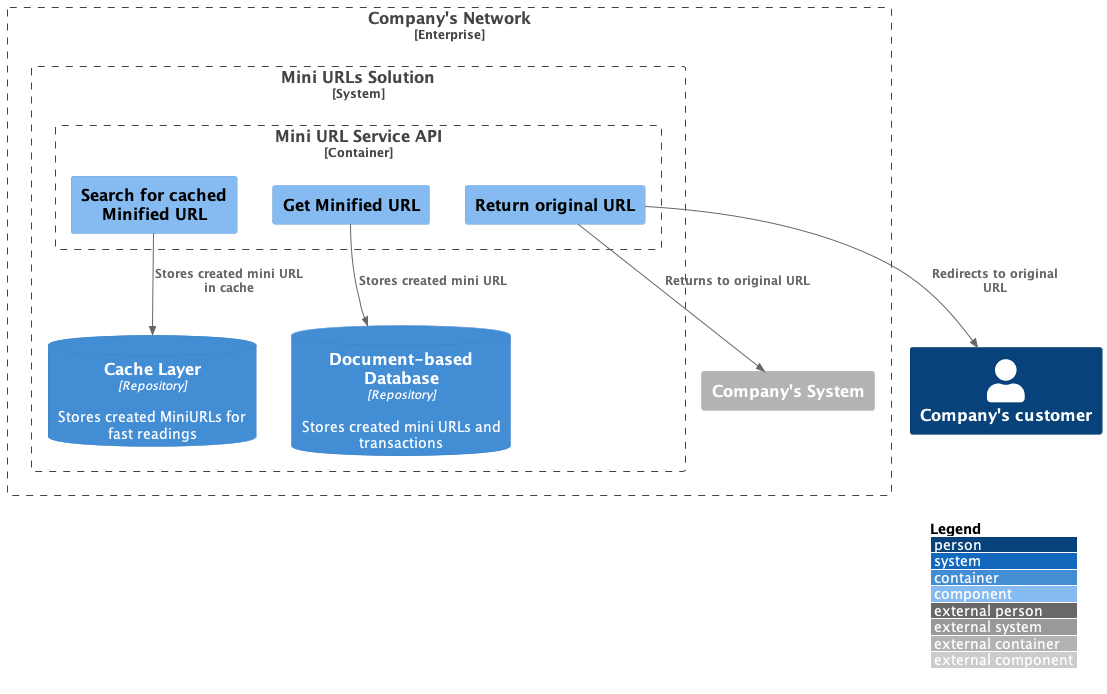 Company's Network
[Enterprise]
Mini URLs Solution
[System]
Mini URL Service API
[Container]
Search for cached
Minified URL
Get Minified URL
Return original URL
Stores created mini URL
in cache
Stores created mini URL
Returns to original URL
Redirects to original
URL
Cache Layer
[Repository]
Stores created MiniURLs for
fast readings
Document-based
Database
[Repository]
Stores created mini URLs and
transactions
Company's System
Company's customer
Legend
person
system
container
component
external person
external system
external container
external component